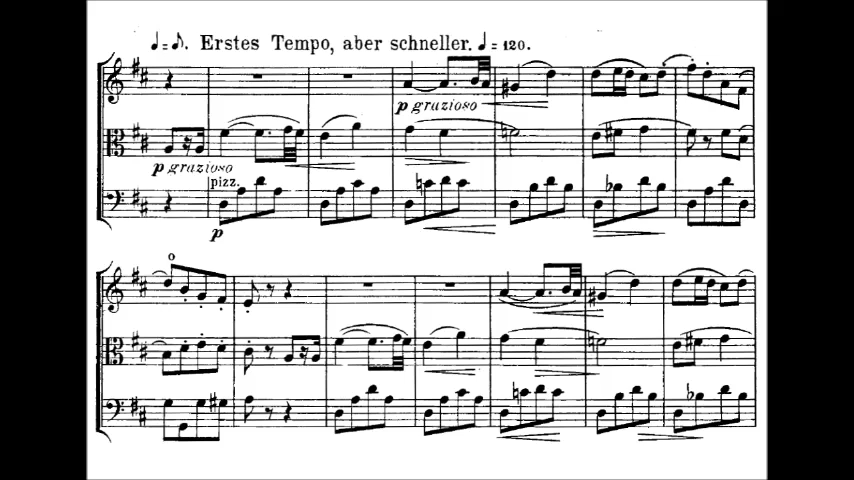 ♩=♪. Erstes Tempo, aber schneller. ♩=120.
p grazioso
p grazioso
pizz.
p
o